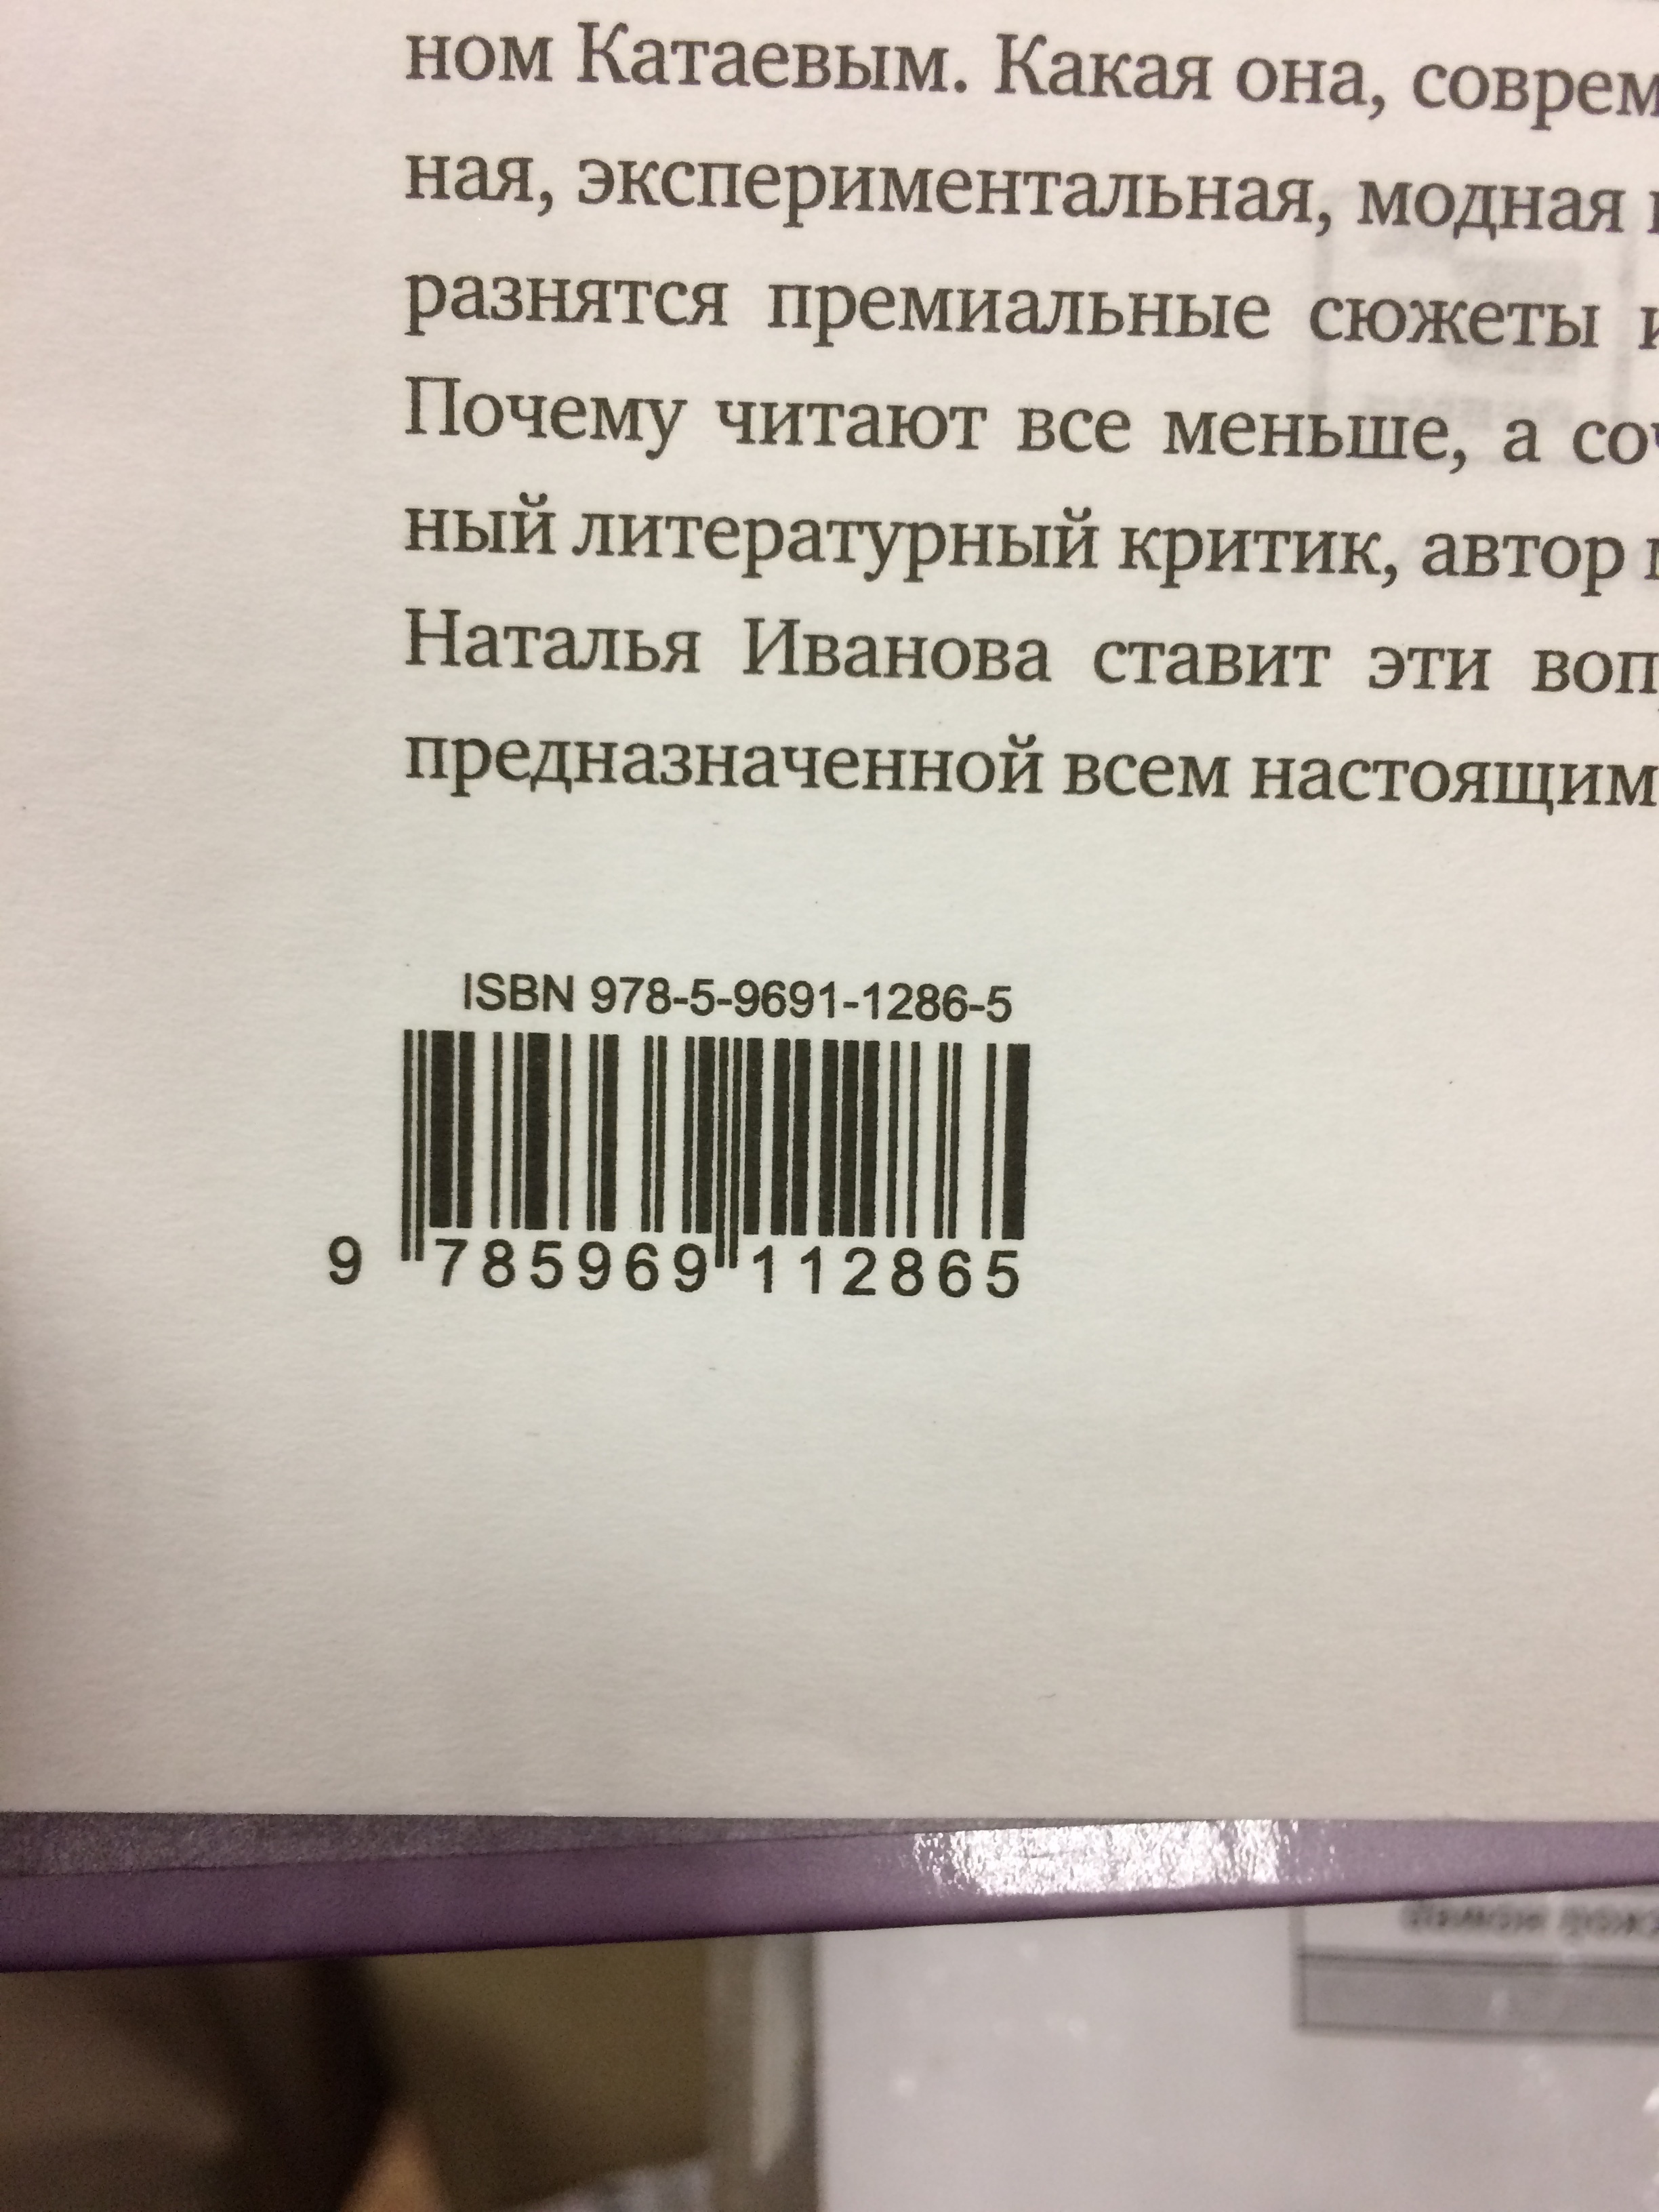 ном Катаевым. Какая она, соврем
ная, экспериментальная, модная
разнятся премиальные сюжеты и
Почему читают все меньше, а соч
ный литературный критик, автор
Наталья Иванова ставит эти воп
предназначенной всем настоящим
ISBN 978-5-9691-1286-5
9 785969 112865